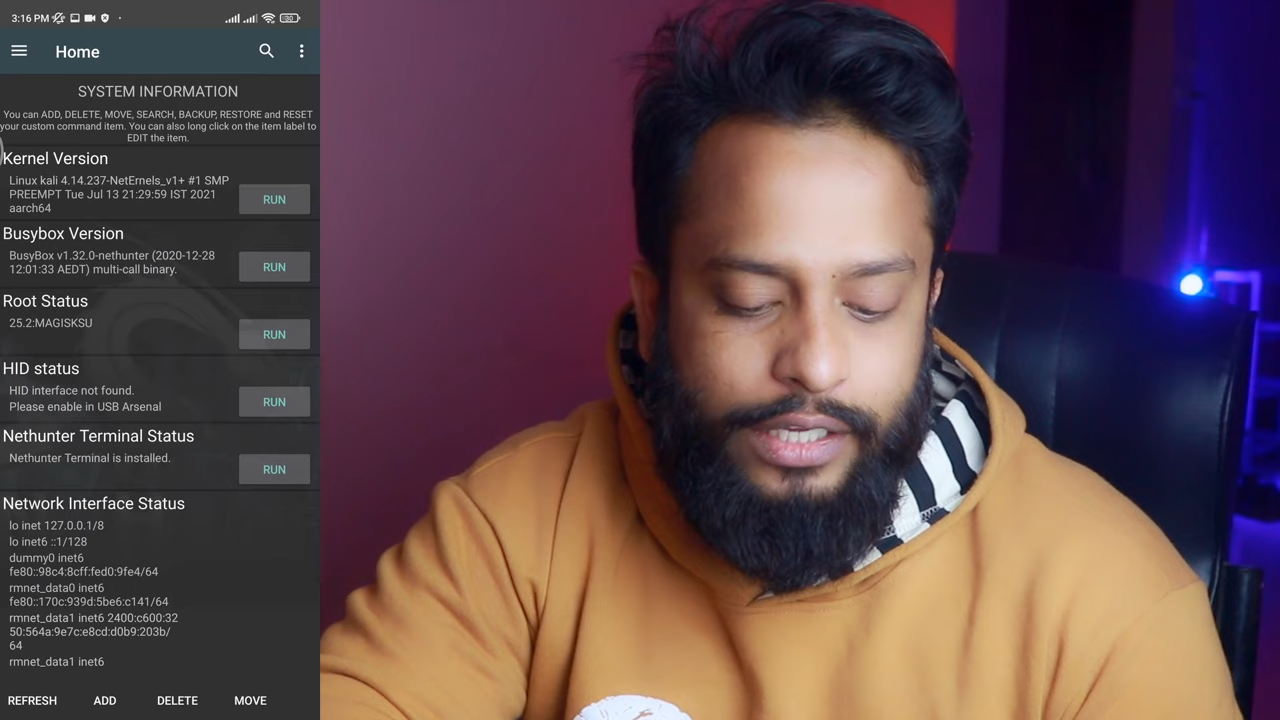 3:16 PM
Home
SYSTEM INFORMATION
You can ADD, DELETE, MOVE, SEARCH, BACKUP, RESTORE and RESET
your custom command item. You can also long click on the item label to
EDIT the item.
Kernel Version
Linux kali 4.14.237-NetErnels_v1+ #1 SMP
PREEMPT Tue Jul 13 21:29:59 IST 2021
aarch64
RUN
Busybox Version
BusyBox v1.32.0-nethunter (2020-12-28
12:01:33 AEDT) multi-call binary.
RUN
Root Status
25.2:MAGISKSU
RUN
HID status
HID interface not found.
Please enable in USB Arsenal
RUN
Nethunter Terminal Status
Nethunter Terminal is installed.
RUN
Network Interface Status
lo inet 127.0.0.1/8
lo inet6 ::1/128
dummy0 inet6
fe80::98c4:8cff:fed0:9fe4/64
rmnet_data0 inet6
fe80::170c:939d:5be6:c141/64
rmnet_data1 inet6 2400:c600:32
50:564a:9e7c:e8cd:d0b9:203b/
64
rmnet_data1 inet6
REFRESH ADD DELETE MOVE